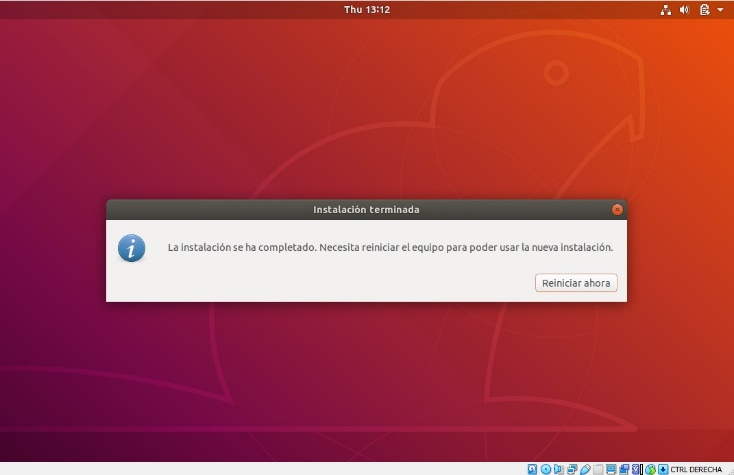 Thu 13:12
Instalación terminada
La instalación se ha completado. Necesita reiniciar el equipo para poder usar la nueva instalación.
Reiniciar ahora
CTRL DERECHA